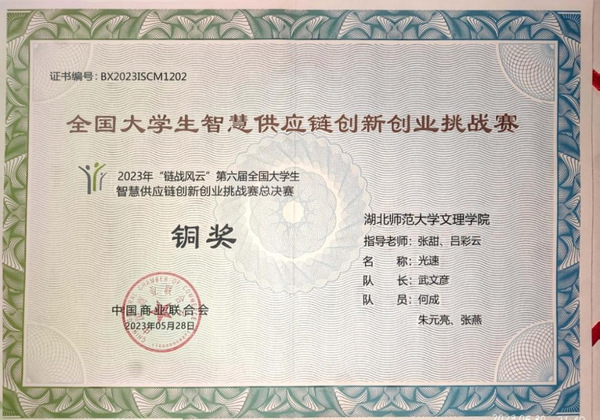 证书编号：BX2023ISCM1202
全国大学生智慧供应链创新创业挑战赛
2023年“链战风云”第六届全国大学生
智慧供应链创新创业挑战赛总决赛
铜奖
湖北师范大学文理学院
指导老师：张甜、吕彩云
名 称：光速
队 长：武文彦
队 员：何成
朱元亮、张燕
中国商业联合会
2023年05月28日